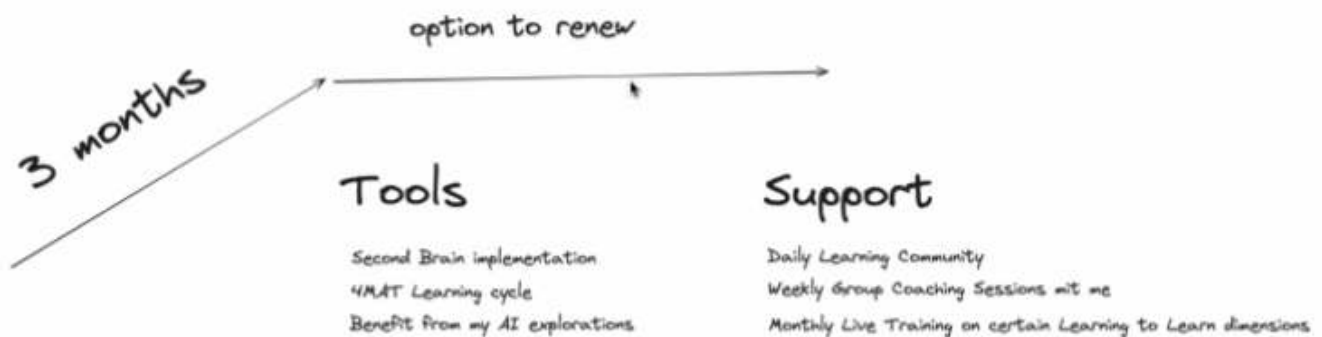 option to renew
3 months
Tools
Second Brain implementation
4MAT Learning cycle
Benefit from my AI explorations
Support
Daily Learning Community
Weekly Group Coaching Sessions mit me
Monthly Live Training on certain Learning to Learn dimensions